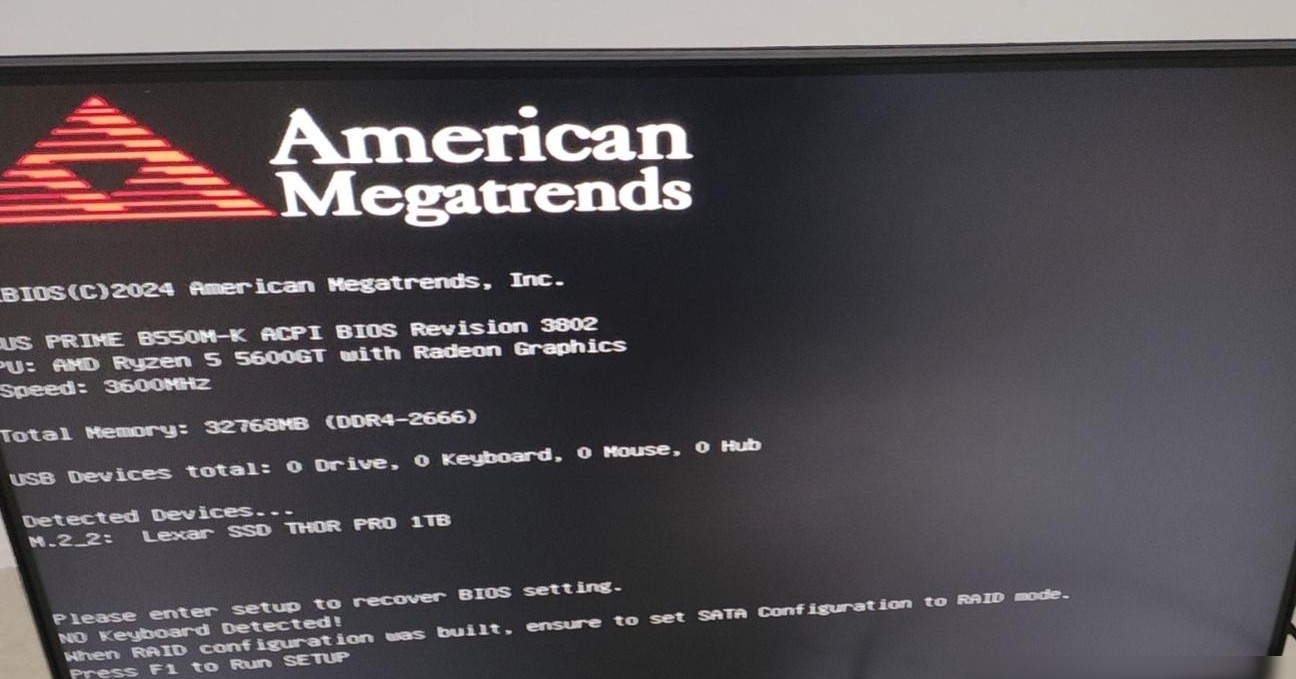 American
Megatrends
BIOS(C)2024 American Megatrends, Inc.
US PRIME B550M-K ACPI BIOS Revision 3802
PU: AMD Ryzen 5 5600GT with Radeon Graphics
Speed: 3600MHz
Total Memory: 32768MB (DDR4-2666)
USB Devices total: 0 Drive, 0 Keyboard, 0 Mouse, 0 Hub
Detected Devices...
M.2_2: Lexar SSD THOR PRO 1TB
Please enter setup to recover BIOS setting.
NO Keyboard Detected!
When RAID configuration was built, ensure to set SATA Configuration to RAID mode.
Press F1 to Run SETUP